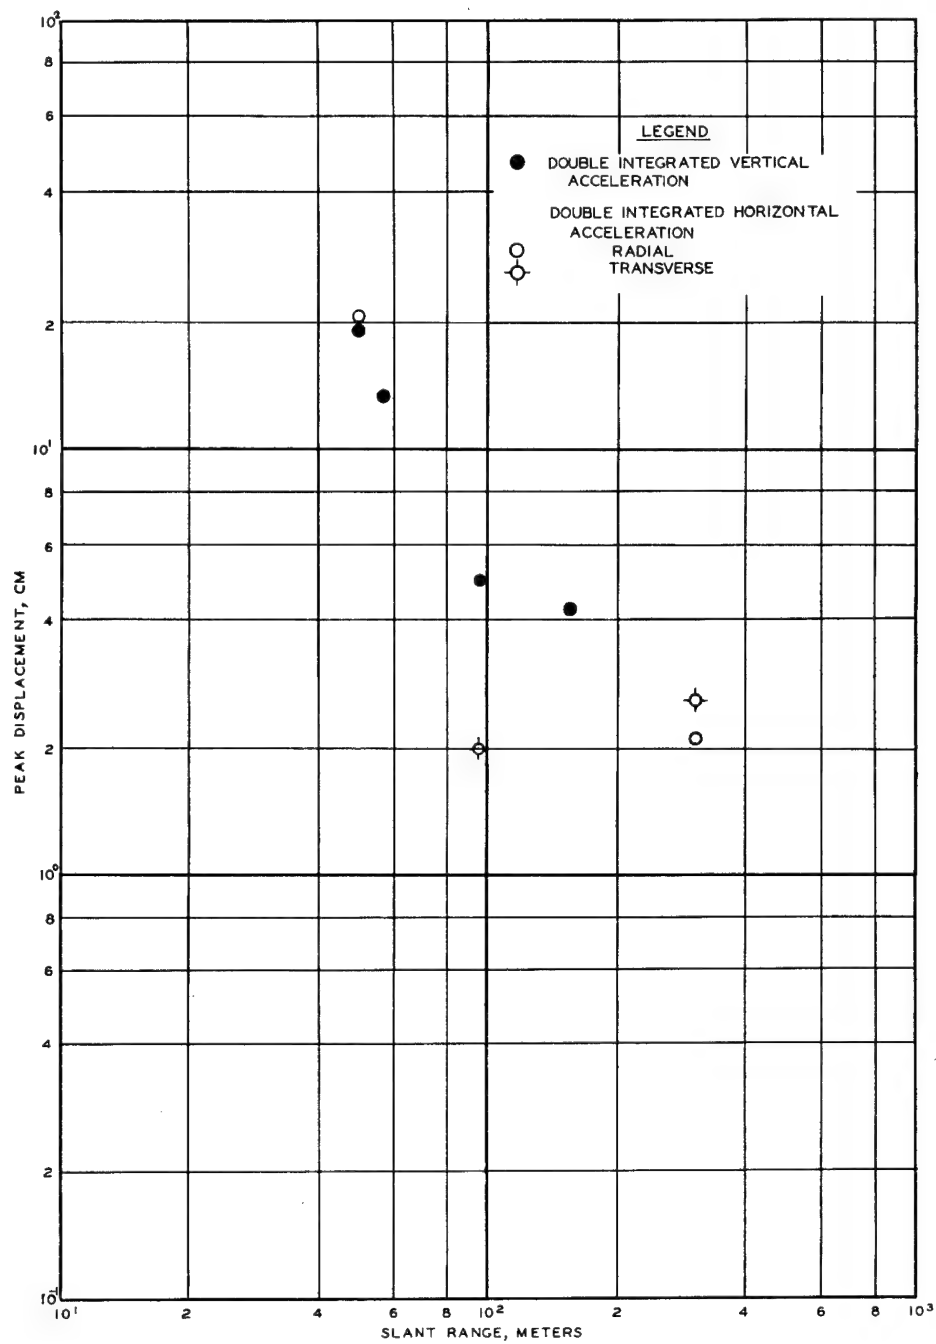 10²
8
6
4
2
10¹
8
6
4
2
10⁰
8
6
4
2
10⁻¹
PEAK DISPLACEMENT, CM
LEGEND
DOUBLE INTEGRATED VERTICAL
ACCELERATION
DOUBLE INTEGRATED HORIZONTAL
ACCELERATION
RADIAL
TRANSVERSE
10¹ 2 4 6 8 10² 2 4 6 8 10³
SLANT RANGE, METERS